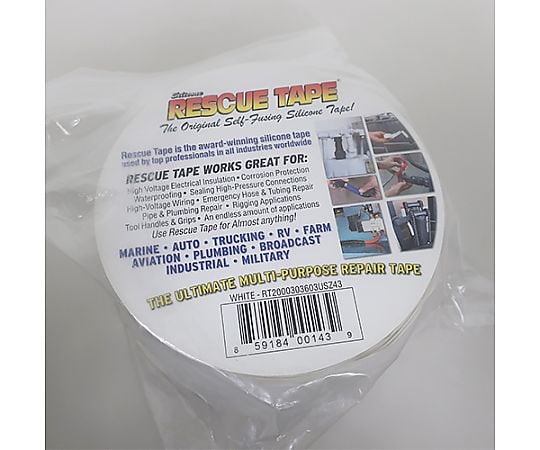 Silicone
RESCUE TAPE®
The Original Self-Fusing Silicone Tape!
Rescue Tape is the award-winning silicone tape
used by top professionals in all industries worldwide
RESCUE TAPE WORKS GREAT FOR:
High Voltage Electrical Insulation • Corrosion Protection
Waterproofing • Sealing High-Pressure Connections
High-Voltage Wiring • Emergency Hose & Tubing Repair
Pipe & Plumbing Repair • Rigging Applications
Tool Handles & Grips • An endless amount of applications
Use Rescue Tape for Almost anything!
MARINE • AUTO • TRUCKING • RV • FARM
AVIATION • PLUMBING • BROADCAST
INDUSTRIAL • MILITARY
THE ULTIMATE MULTI-PURPOSE REPAIR TAPE
WHITE - RT2000303603USZ43
8 59184 00143 9